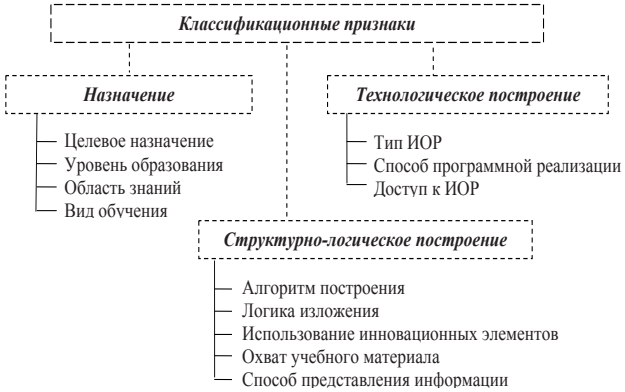 Классификационные признаки
Назначение
Целевое назначение
Уровень образования
Область знаний
Вид обучения
Технологическое построение
Тип ИОР
Способ программной реализации
Доступ к ИОР
Структурно-логическое построение
Алгоритм построения
Логика изложения
Использование инновационных элементов
Охват учебного материала
Способ представления информации